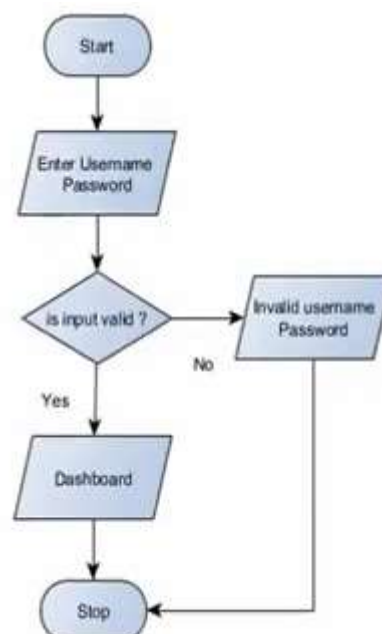 Start
Enter Username
Password
is input valid ?
Invalid username
Password
No
Yes
Dashboard
Stop